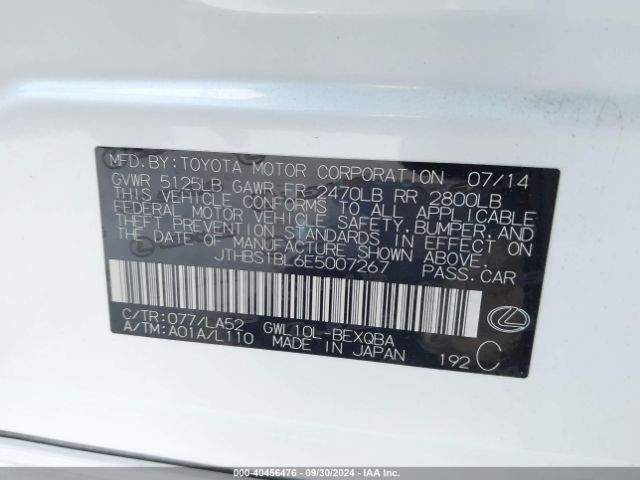 MFD. BY: TOYOTA MOTOR CORPORATION 07/14
GVWR 5125LB GAWR FR 2470LB RR 2800LB
THIS VEHICLE CONFORMS TO ALL APPLICABLE
FEDERAL MOTOR VEHICLE SAFETY, BUMPER, AND
THEFT PREVENTION STANDARDS IN EFFECT ON
THE DATE OF MANUFACTURE SHOWN ABOVE.
JTHBS1BL6E5007267 PASS. CAR
C/TR: 077/LA52 GWL10L-BEXQBA
A/TM: A01A/L110 MADE IN JAPAN 192 C
000-40456476 - 09/30/2024 - IAA Inc.